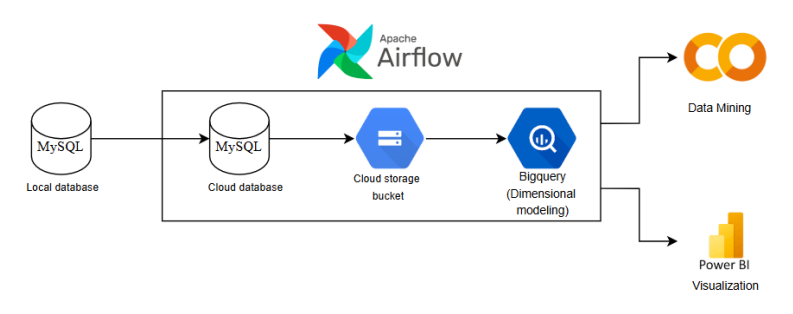 Apache
Airflow
MySQL
Local database
MySQL
Cloud database
Cloud storage
bucket
Bigquery
(Dimensional
modeling)
Data Mining
Power BI
Visualization